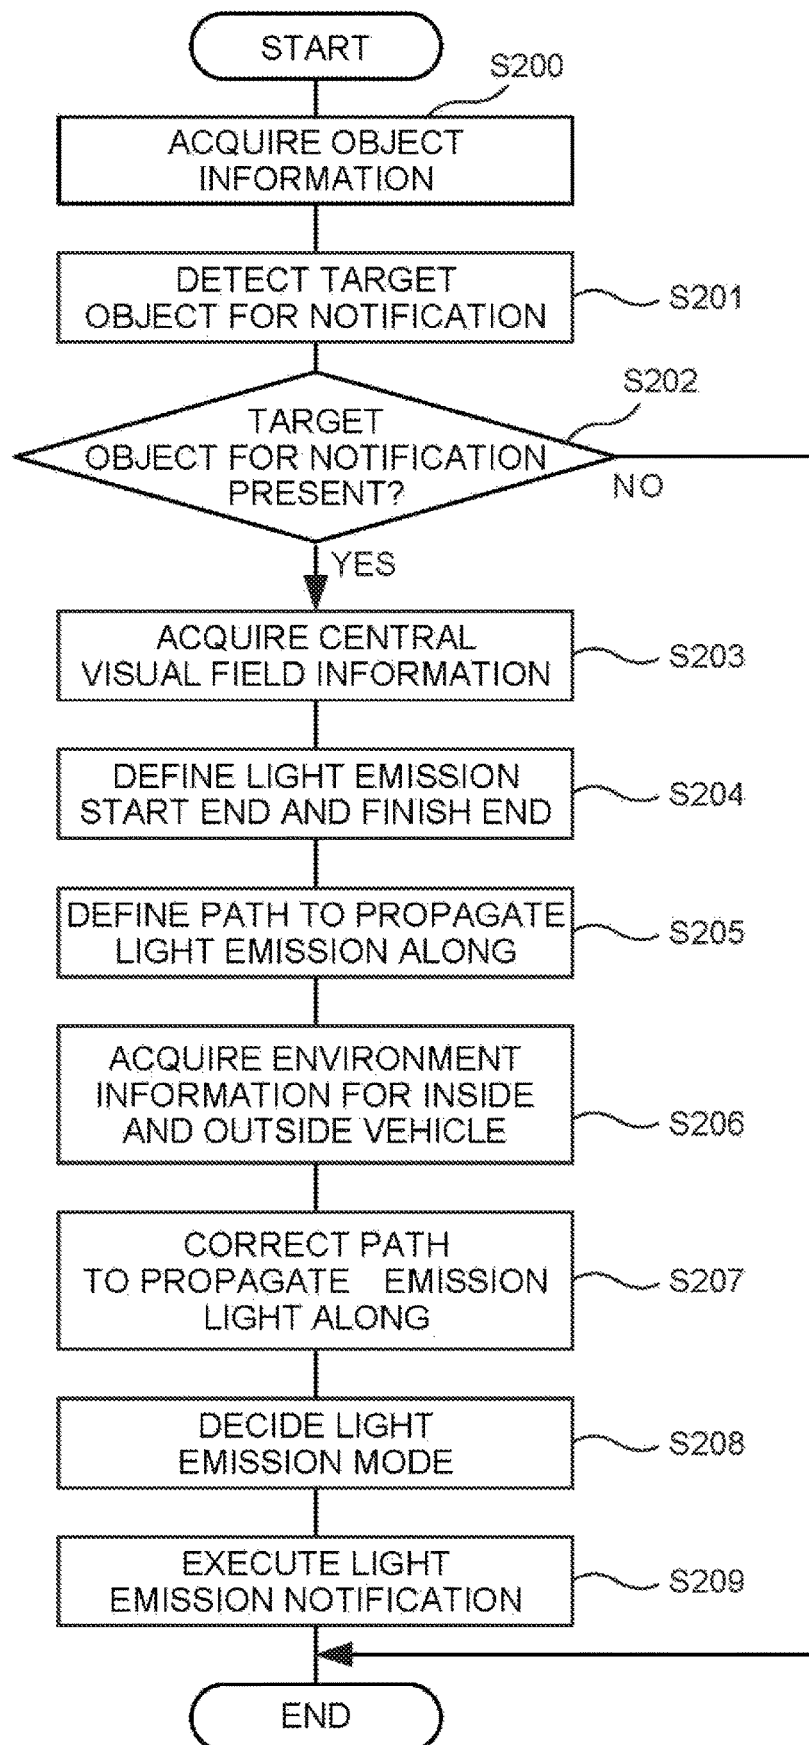 START
S200
ACQUIRE OBJECT
INFORMATION
DETECT TARGET
OBJECT FOR NOTIFICATION
S201
S202
TARGET
OBJECT FOR NOTIFICATION
PRESENT?
NO
YES
ACQUIRE CENTRAL
VISUAL FIELD INFORMATION
S203
DEFINE LIGHT EMISSION
START END AND FINISH END
S204
DEFINE PATH TO PROPAGATE
LIGHT EMISSION ALONG
S205
ACQUIRE ENVIRONMENT
INFORMATION FOR INSIDE
AND OUTSIDE VEHICLE
S206
CORRECT PATH
TO PROPAGATE EMISSION
LIGHT ALONG
S207
DECIDE LIGHT
EMISSION MODE
S208
EXECUTE LIGHT
EMISSION NOTIFICATION
S209
END